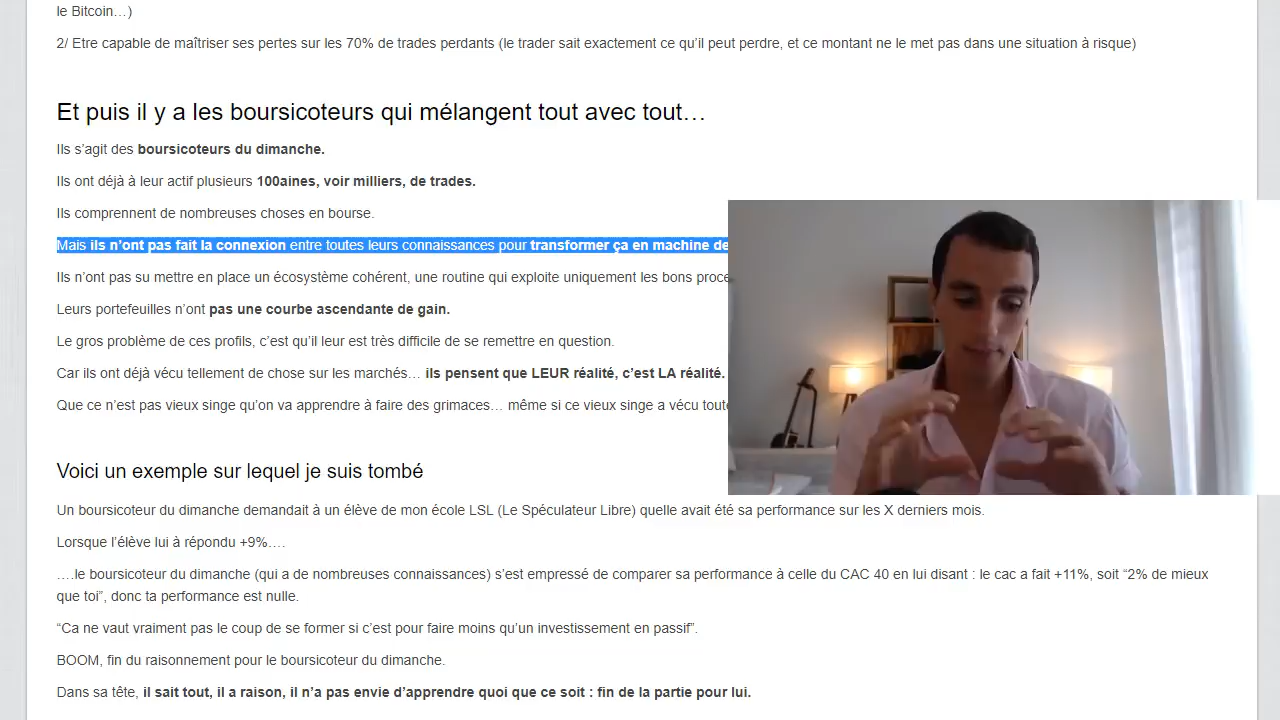 le Bitcoin…)
2/ Etre capable de maîtriser ses pertes sur les 70% de trades perdants (le trader sait exactement ce qu’il peut perdre, et ce montant ne le met pas dans une situation à risque)
Et puis il y a les boursicoteurs qui mélangent tout avec tout…
Ils s’agit des boursicoteurs du dimanche.
Ils ont déjà à leur actif plusieurs 100aines, voir milliers, de trades.
Ils comprennent de nombreuses choses en bourse.
Mais ils n’ont pas fait la connexion entre toutes leurs connaissances pour transformer ça en machine de
Ils n’ont pas su mettre en place un écosystème cohérent, une routine qui exploite uniquement les bons
Leurs portefeuilles n’ont pas une courbe ascendante de gain.
Le gros problème de ces profils, c’est qu’il leur est très difficile de se remettre en question.
Car ils ont déjà vécu tellement de chose sur les marchés… ils pensent que LEUR réalité, c’est LA réalité.
Que ce n’est pas vieux singe qu’on va apprendre à faire des grimaces… même si ce vieux singe a vécu
Voici un exemple sur lequel je suis tombé
Un boursicoteur du dimanche demandait à un élève de mon école LSL (Le Spéculateur Libre) quelle avait été sa performance sur les X derniers mois.
Lorsque l’élève lui à répondu +9%….
….le boursicoteur du dimanche (qui a de nombreuses connaissances) s’est empressé de comparer sa performance à celle du CAC 40 en lui disant : le cac a fait +11%, soit “2% de mieux
que toi”, donc ta performance est nulle.
“Ca ne vaut vraiment pas le coup de se former si c’est pour faire moins qu’un investissement en passif”.
BOOM, fin du raisonnement pour le boursicoteur du dimanche.
Dans sa tête, il sait tout, il a raison, il n’a pas envie d’apprendre quoi que ce soit : fin de la partie pour lui.